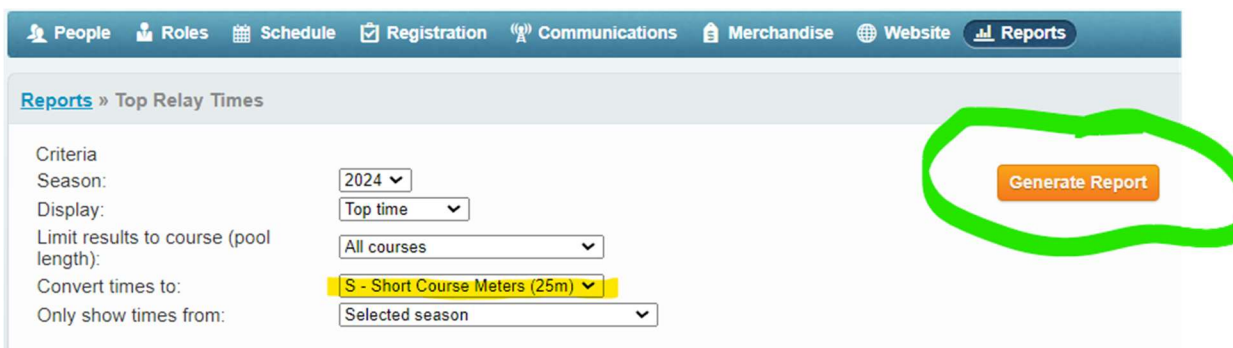 People Roles Schedule Registration Communications Merchandise Website Reports
Reports » Top Relay Times
Criteria
Season: 2024
Generate Report
Display: Top time
Limit results to course (pool
length): All courses
Convert times to: S - Short Course Meters (25m)
Only show times from: Selected season